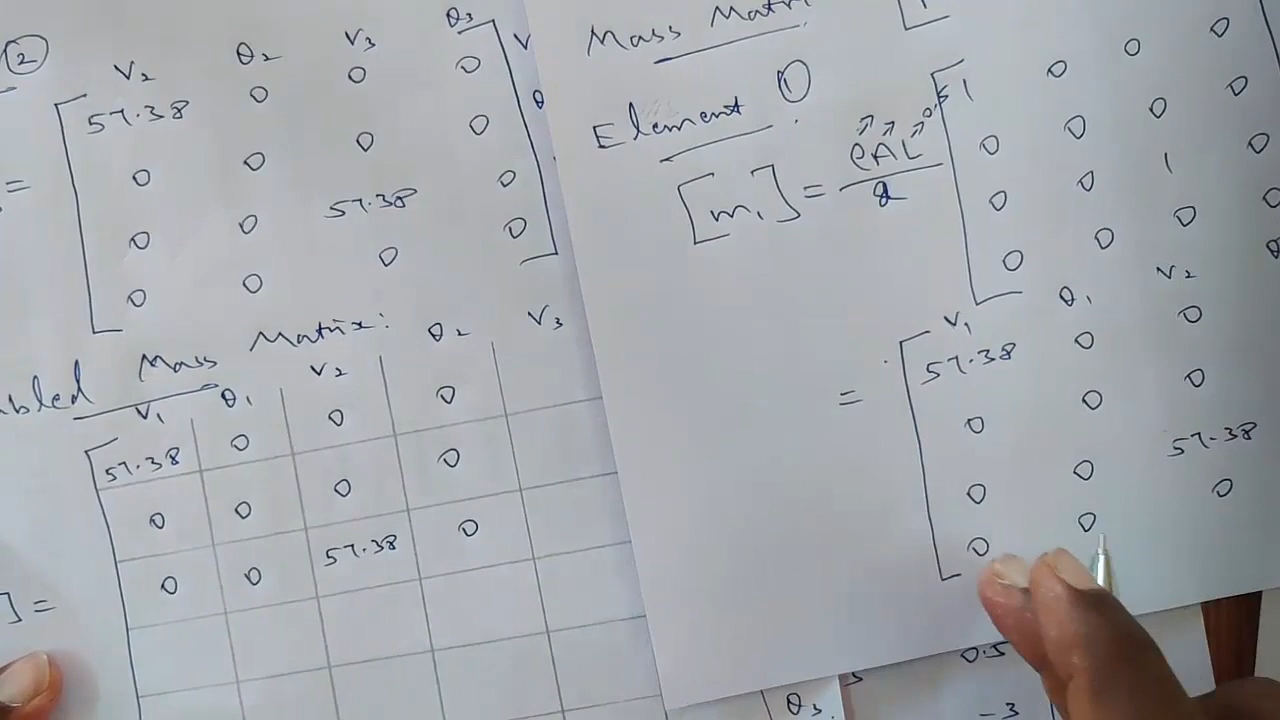 ②
V₂ θ₂ V₃ θ₃
57.38 0 0 0 V
= 0 0 0 0 θ
0 0 57.38 0
0 0 0 0
Mass Matrix:
V₁ θ₁ V₂ θ₂ V₃
57.38 0 0 0
0 0 0 0
0 0 57.38 0
] =
Mass
Element ①
[m₁] = ρAL / 2
1 0 0 0
0 0 0 0
0 0 1 0
0 0 0 0
V₁ θ₁ V₂
= 57.38 0 0
0 0 0
0 0 57.38
0 0 0
0.5
θ₃
-3